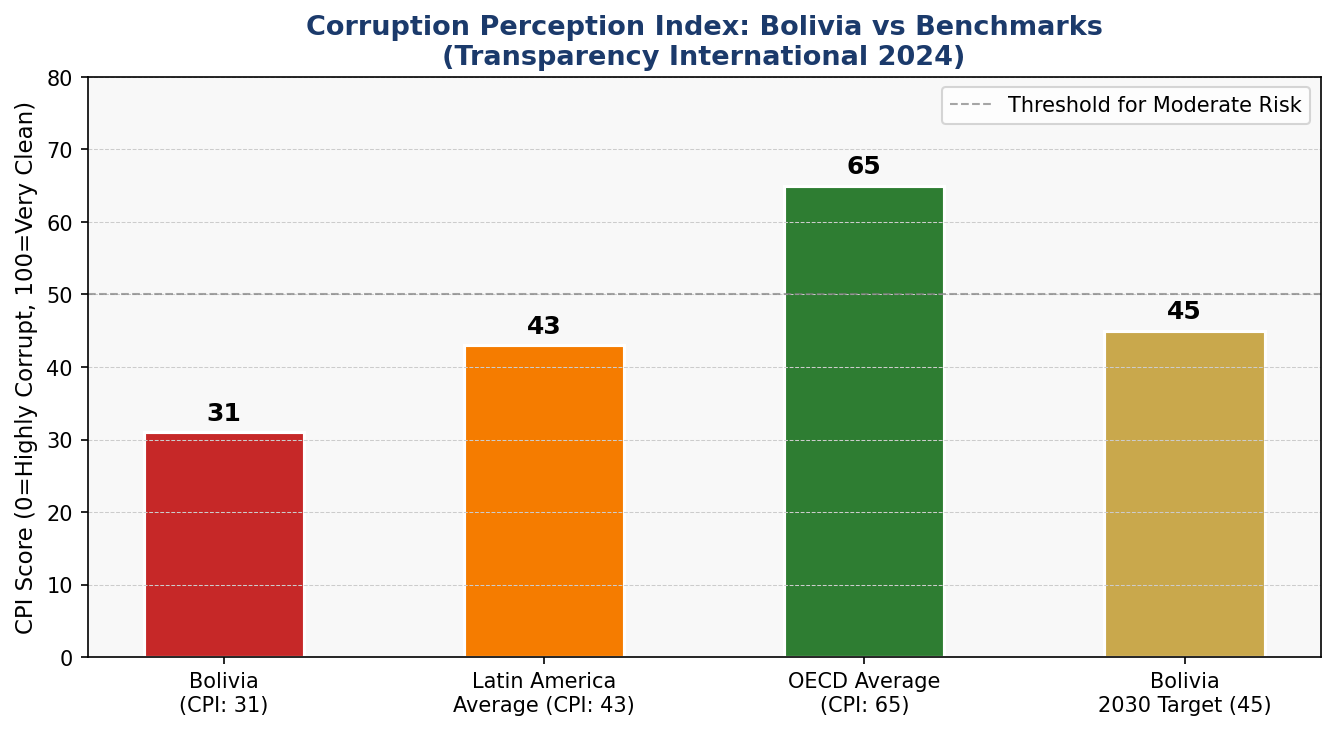 Corruption Perception Index: Bolivia vs Benchmarks
(Transparency International 2024)
CPI Score (0=Highly Corrupt, 100=Very Clean)
80
70
60
50
40
30
20
10
0
Threshold for Moderate Risk
31
43
65
45
Bolivia
(CPI: 31)
Latin America
Average (CPI: 43)
OECD Average
(CPI: 65)
Bolivia
2030 Target (45)